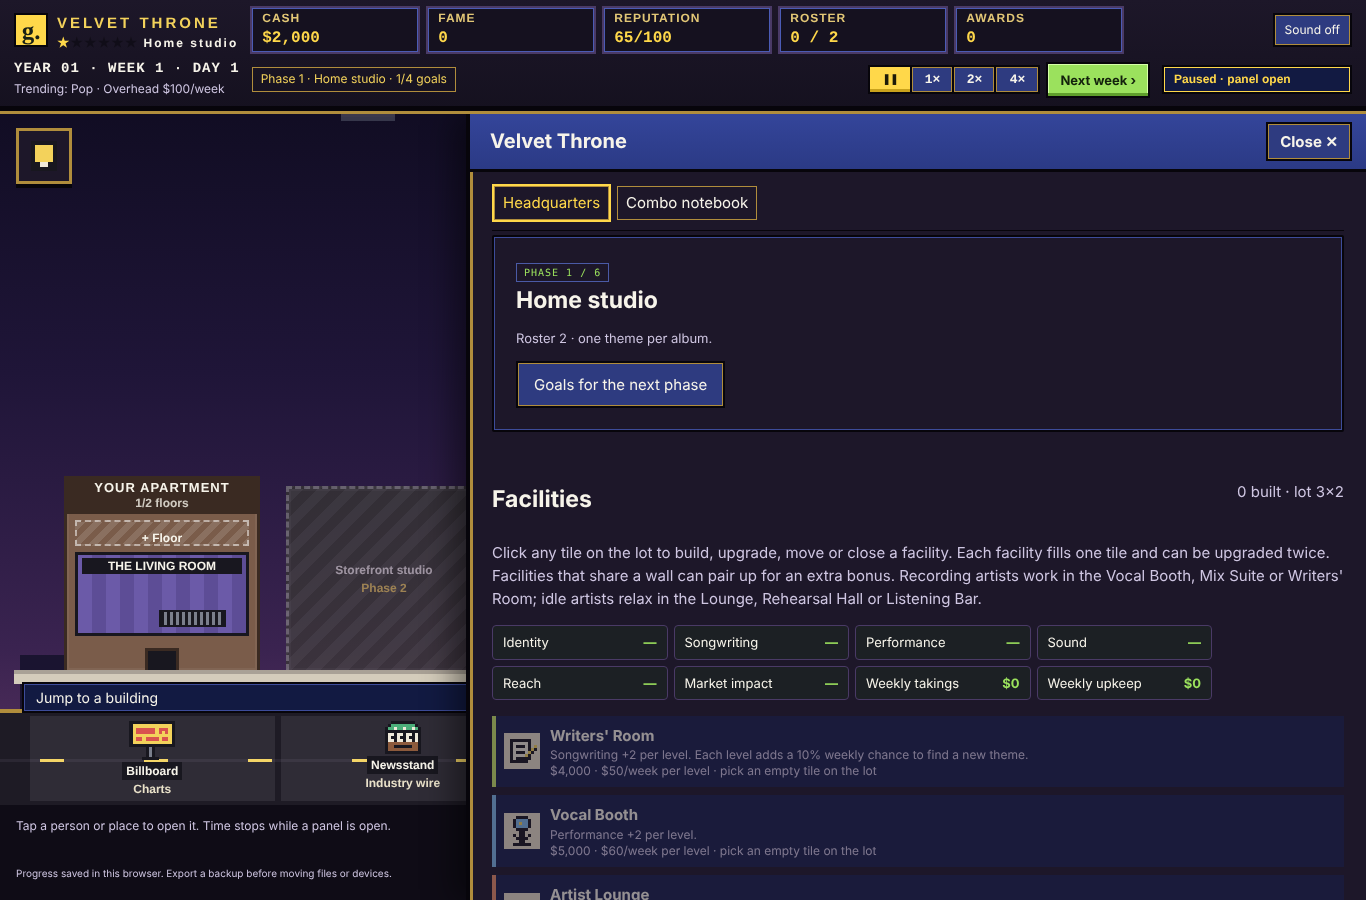 g.
VELVET THRONE
★★★★★★ Home studio
CASH
$2,000
FAME
0
REPUTATION
65/100
ROSTER
0 / 2
AWARDS
0
Sound off
YEAR 01 · WEEK 1 · DAY 1
Trending: Pop · Overhead $100/week
Phase 1 · Home studio · 1/4 goals
1×
2×
4×
Next week ›
Paused · panel open
Velvet Throne
Close ✕
Headquarters
Combo notebook
PHASE 1 / 6
Home studio
Roster 2 · one theme per album.
Goals for the next phase
Facilities
0 built · lot 3×2
Click any tile on the lot to build, upgrade, move or close a facility. Each facility fills one tile and can be upgraded twice.
Facilities that share a wall can pair up for an extra bonus. Recording artists work in the Vocal Booth, Mix Suite or Writers'
Room; idle artists relax in the Lounge, Rehearsal Hall or Listening Bar.
Identity —
Songwriting —
Performance —
Sound —
Reach —
Market impact —
Weekly takings $0
Weekly upkeep $0
Writers' Room
Songwriting +2 per level. Each level adds a 10% weekly chance to find a new theme.
$4,000 · $50/week per level · pick an empty tile on the lot
Vocal Booth
Performance +2 per level.
$5,000 · $60/week per level · pick an empty tile on the lot
Artist Lounge
YOUR APARTMENT
1/2 floors
+ Floor
THE LIVING ROOM
Storefront studio
Phase 2
Jump to a building
Billboard
Charts
Newsstand
Industry wire
Tap a person or place to open it. Time stops while a panel is open.
Progress saved in this browser. Export a backup before moving files or devices.